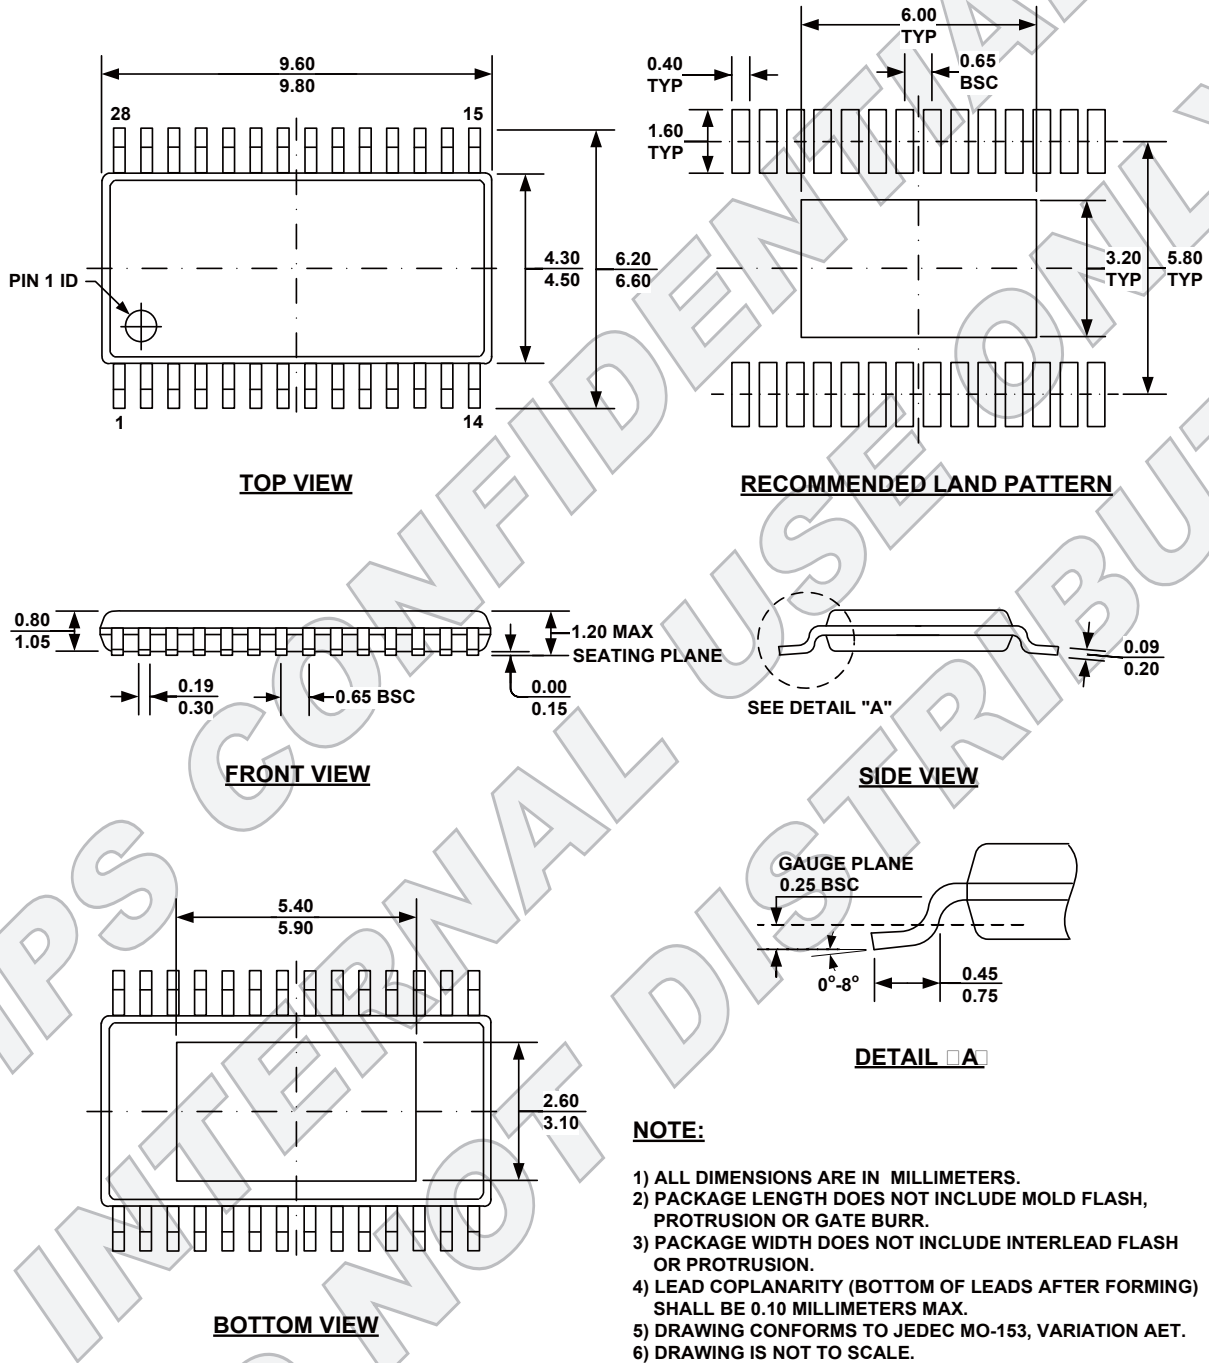 6.00
TYP
0.40
TYP
0.65
BSC
9.60
9.80
28
15
1.60
TYP
4.30
4.50
6.20
6.60
3.20
TYP
5.80
TYP
PIN 1 ID
1
14
TOP VIEW
RECOMMENDED LAND PATTERN
0.80
1.05
1.20 MAX
SEATING PLANE
0.19
0.30
0.65 BSC
0.00
0.15
0.09
0.20
SEE DETAIL "A"
FRONT VIEW
SIDE VIEW
GAUGE PLANE
0.25 BSC
0°-8°
0.45
0.75
DETAIL □A□
5.40
5.90
2.60
3.10
BOTTOM VIEW
NOTE:
1) ALL DIMENSIONS ARE IN MILLIMETERS.
2) PACKAGE LENGTH DOES NOT INCLUDE MOLD FLASH,
PROTRUSION OR GATE BURR.
3) PACKAGE WIDTH DOES NOT INCLUDE INTERLEAD FLASH
OR PROTRUSION.
4) LEAD COPLANARITY (BOTTOM OF LEADS AFTER FORMING)
SHALL BE 0.10 MILLIMETERS MAX.
5) DRAWING CONFORMS TO JEDEC MO-153, VARIATION AET.
6) DRAWING IS NOT TO SCALE.
CONFIDENTIAL
INTERNAL USE ONLY
NOT DISTRIBUT